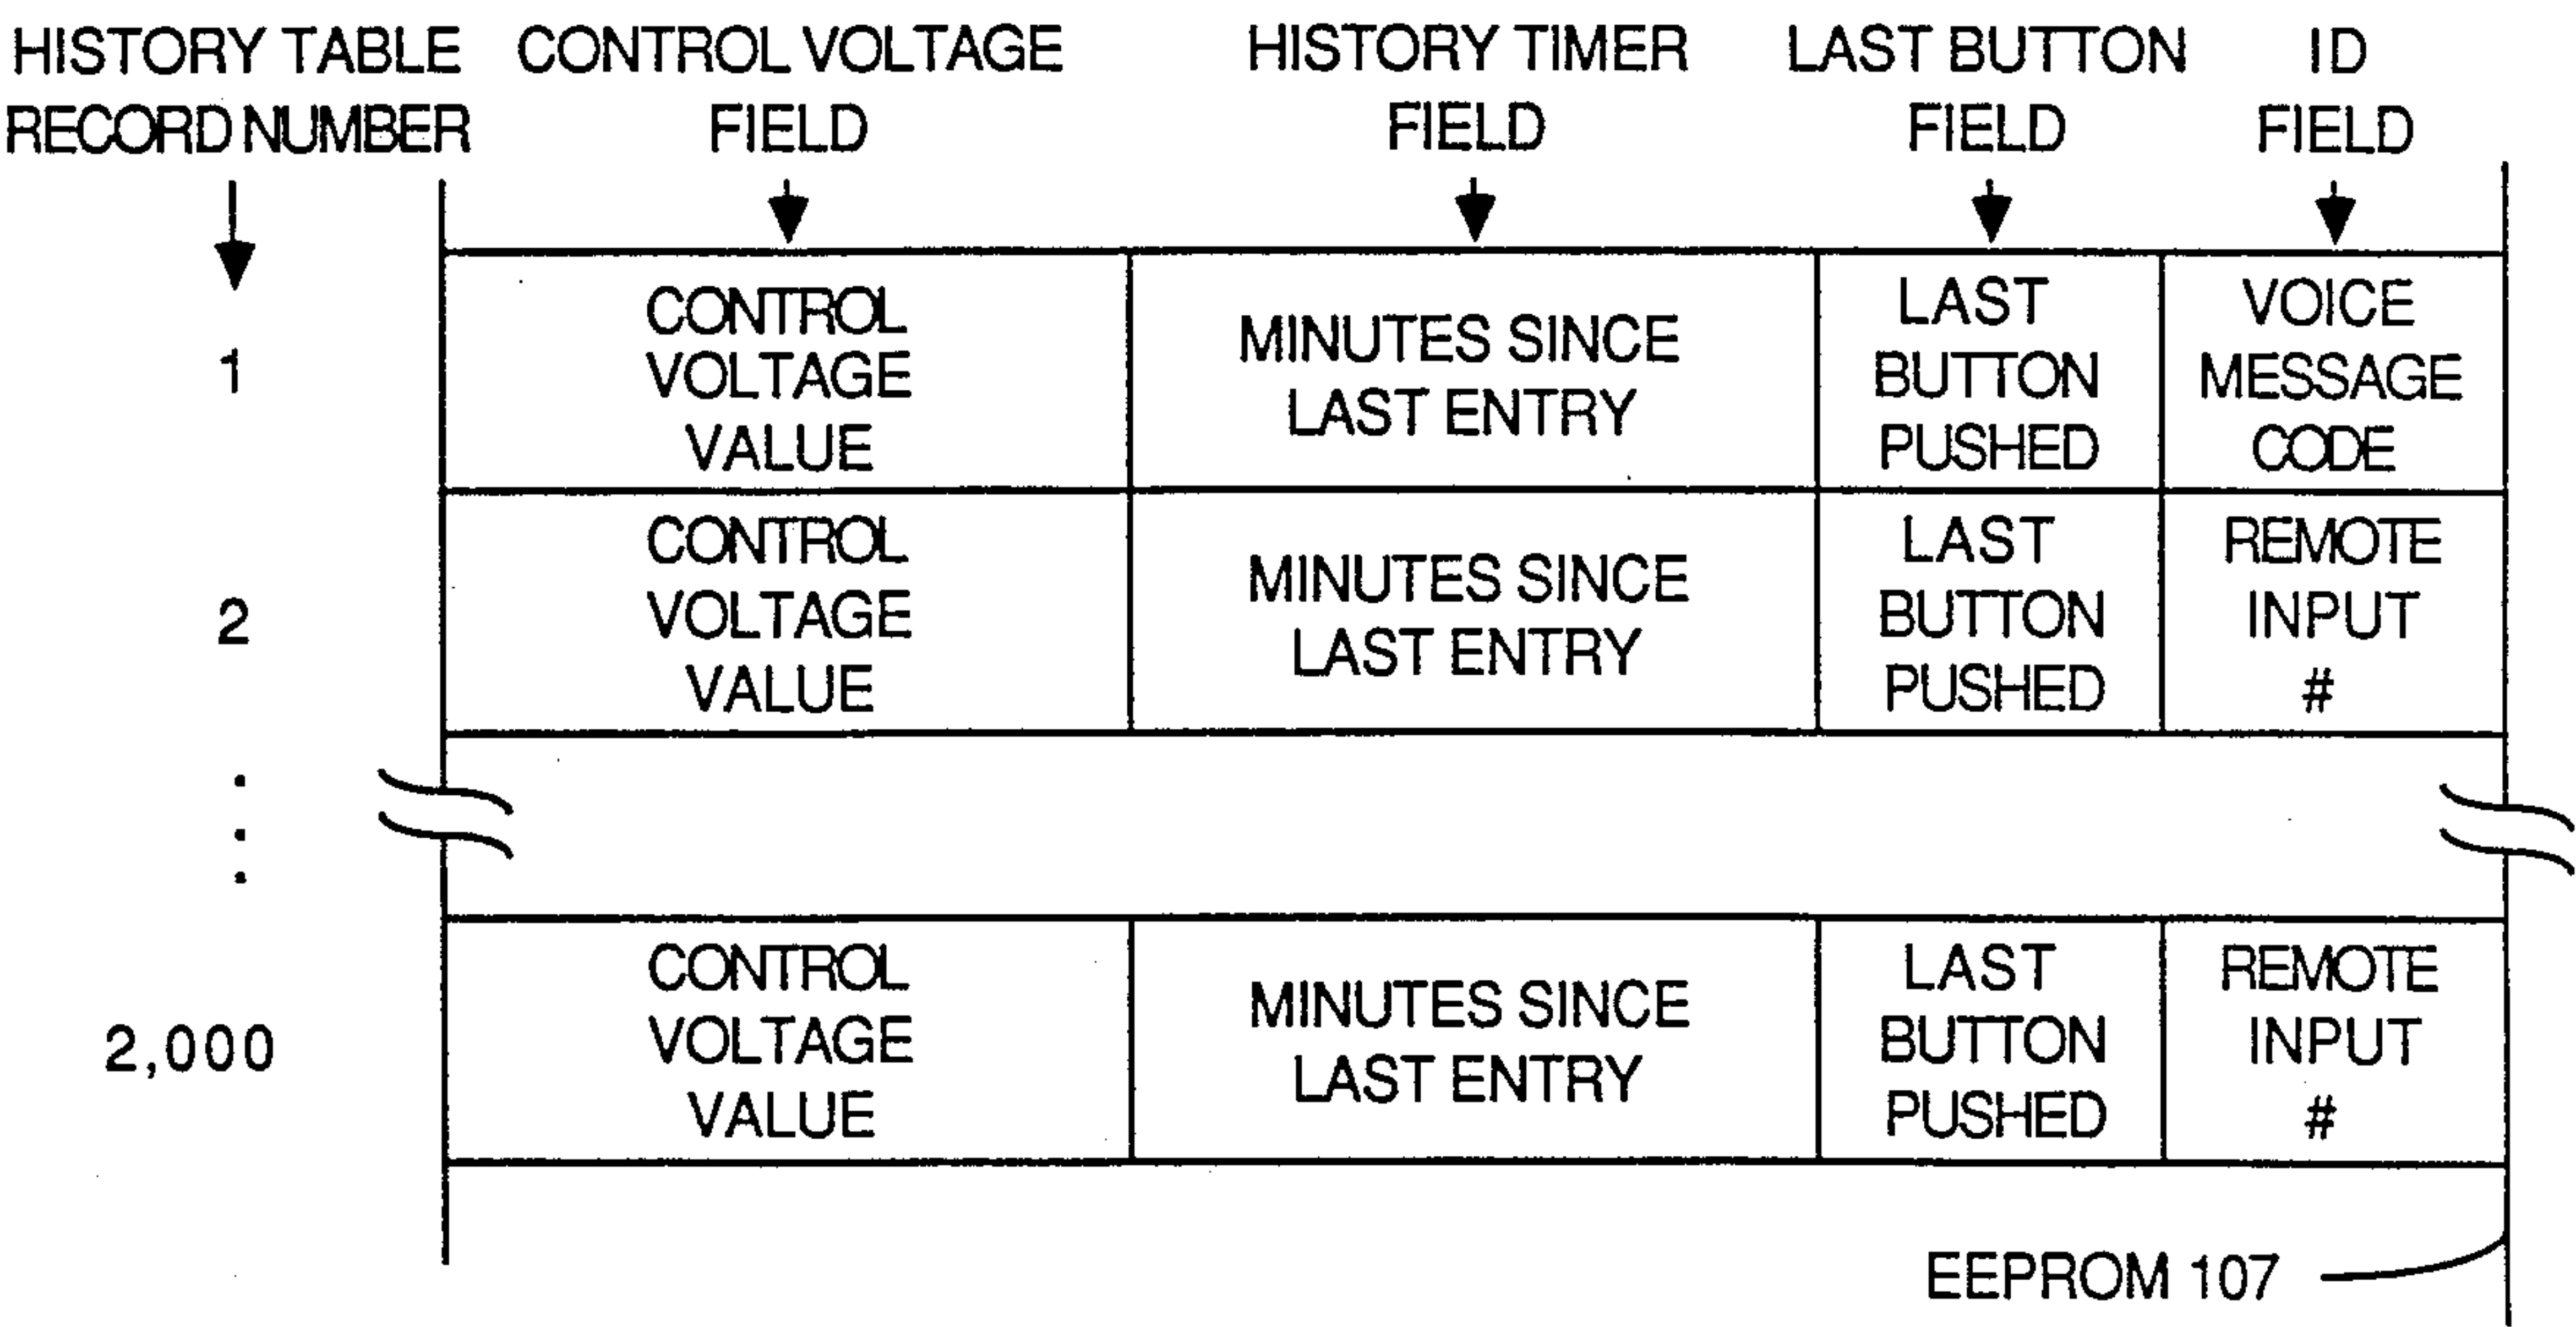 HISTORY TABLE CONTROL VOLTAGE HISTORY TIMER LAST BUTTON ID
RECORD NUMBER FIELD FIELD FIELD FIELD
CONTROL LAST VOICE
1 VOLTAGE MINUTES SINCE BUTTON MESSAGE
VALUE LAST ENTRY PUSHED CODE
CONTROL LAST REMOTE
2 VOLTAGE MINUTES SINCE BUTTON INPUT
VALUE LAST ENTRY PUSHED #
.
.
.
CONTROL LAST REMOTE
2,000 VOLTAGE MINUTES SINCE BUTTON INPUT
VALUE LAST ENTRY PUSHED #
EEPROM 107